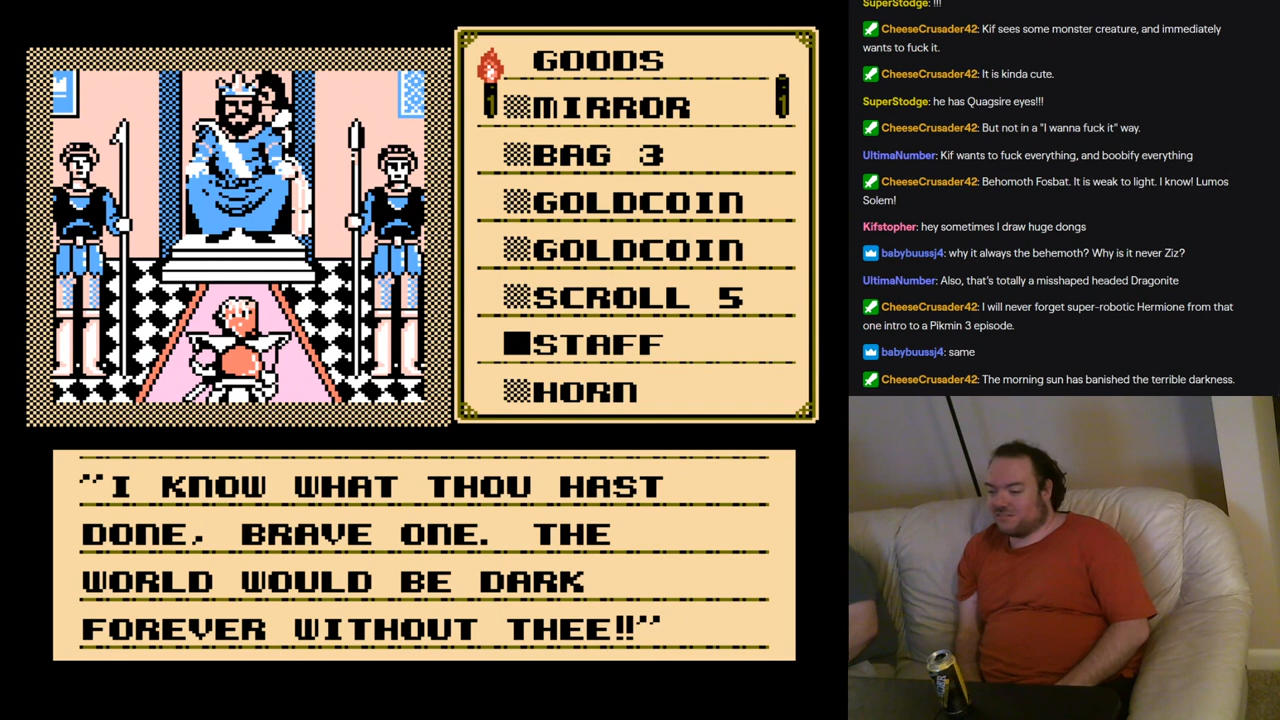 GOODS
1
1
MIRROR
BAG 3
GOLDCOIN
GOLDCOIN
SCROLL 5
STAFF
HORN
"I KNOW WHAT THOU HAST
DONE, BRAVE ONE. THE
WORLD WOULD BE DARK
FOREVER WITHOUT THEE!!"
SuperStodge: !!!
CheeseCrusader42: Kif sees some monster creature, and immediately
wants to fuck it.
CheeseCrusader42: It is kinda cute.
SuperStodge: he has Quagsire eyes!!!
CheeseCrusader42: But not in a "I wanna fuck it" way.
UltimaNumber: Kif wants to fuck everything, and boobify everything
CheeseCrusader42: Behomoth Fosbat. It is weak to light. I know! Lumos
Solem!
Kifstopher: hey sometimes I draw huge dongs
babybuussj4: why it always the behemoth? Why is it never Ziz?
UltimaNumber: Also, that's totally a misshaped headed Dragonite
CheeseCrusader42: I will never forget super-robotic Hermione from that
one intro to a Pikmin 3 episode.
babybuussj4: same
CheeseCrusader42: The morning sun has banished the terrible darkness.